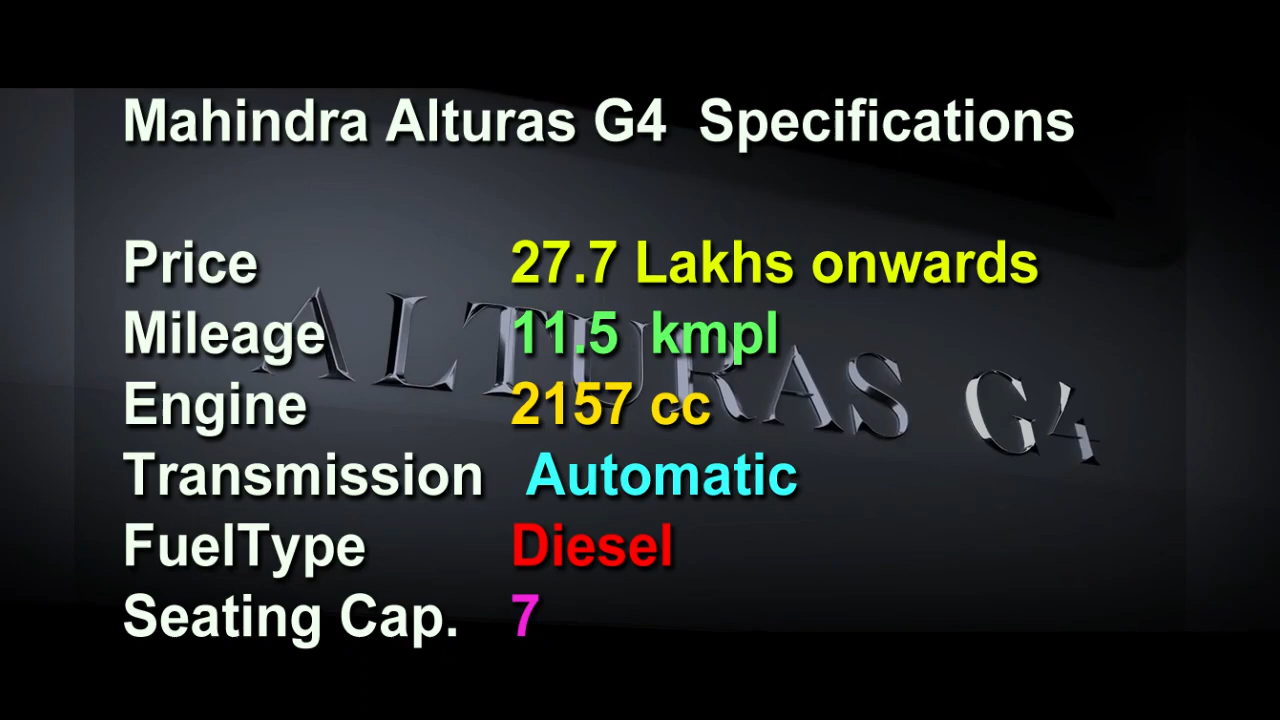 Mahindra Alturas G4 Specifications
Price 27.7 Lakhs onwards
Mileage 11.5 kmpl
ALTURAS G4
Engine 2157 cc
Transmission Automatic
FuelType Diesel
Seating Cap. 7